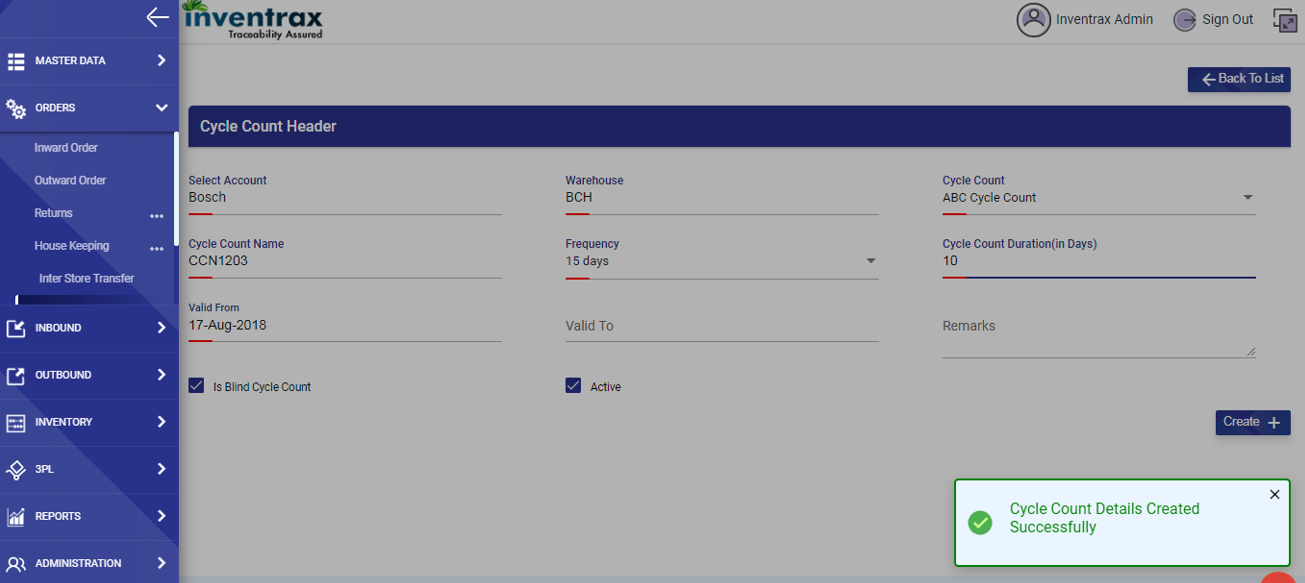 inventrax
Traceability Assured
Inventrax Admin
Sign Out
MASTER DATA
ORDERS
Inward Order
Outward Order
Returns
House Keeping
Inter Store Transfer
INBOUND
OUTBOUND
INVENTORY
3PL
REPORTS
ADMINISTRATION
Back To List
Cycle Count Header
Select Account
Bosch
Warehouse
BCH
Cycle Count
ABC Cycle Count
Cycle Count Name
CCN1203
Frequency
15 days
Cycle Count Duration(in Days)
10
Valid From
17-Aug-2018
Valid To
Remarks
Is Blind Cycle Count
Active
Create +
Cycle Count Details Created
Successfully